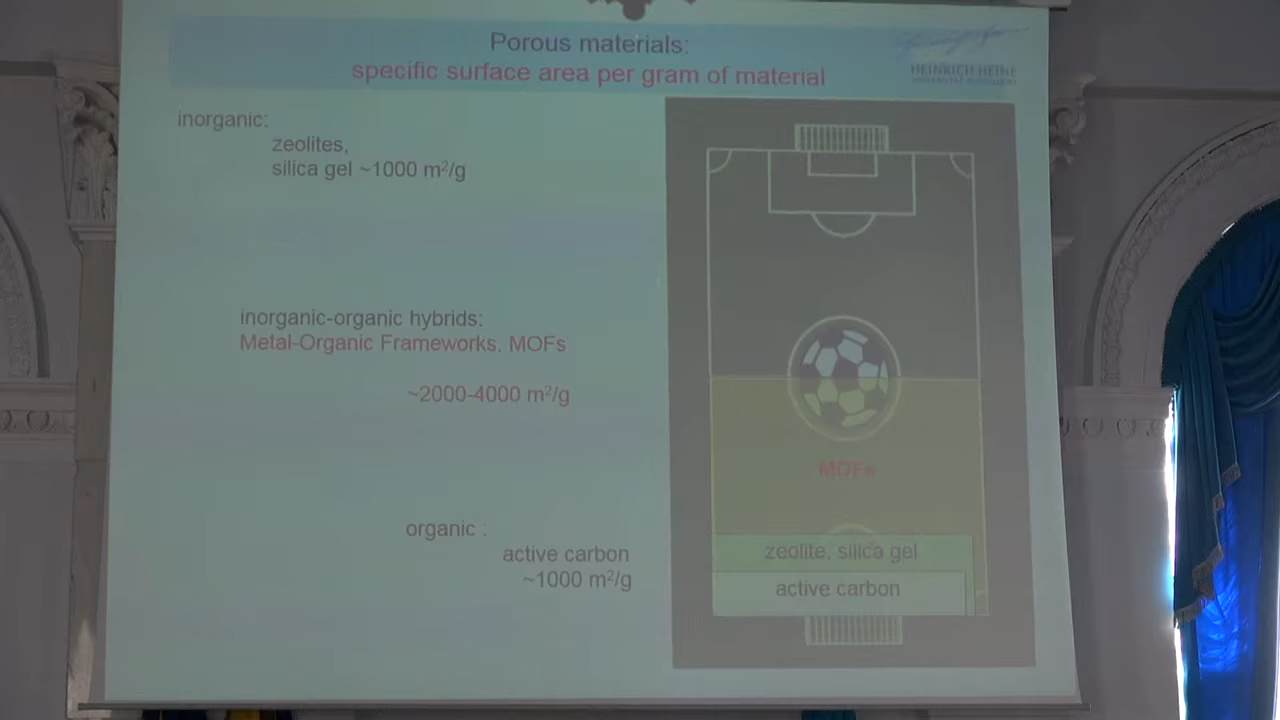 Porous materials:
specific surface area per gram of material
HEINRICH HEINE
inorganic:
zeolites,
silica gel ~1000 m²/g
inorganic-organic hybrids:
Metal-Organic Frameworks. MOFs
~2000-4000 m²/g
organic :
active carbon
~1000 m²/g
MOFs
zeolite, silica gel
active carbon